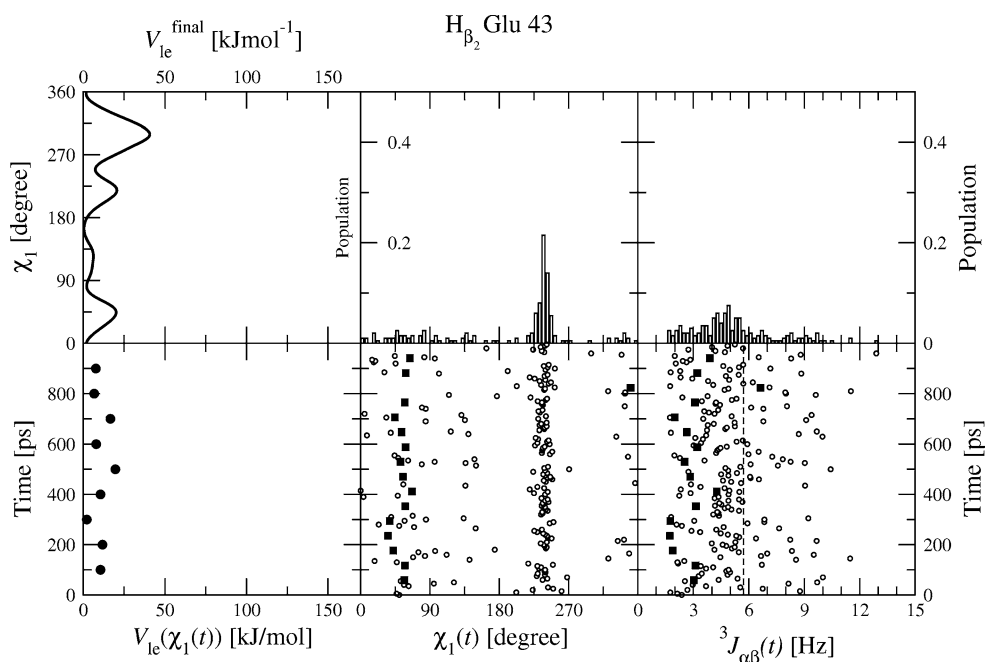 H_β₂ Glu 43
V_le^final [kJmol⁻¹]
0 50 100 150
360
270
180
90
0
χ₁ [degree]
Population
0.4
0.2
0.4
0.2
0
Population
800
600
400
200
0
Time [ps]
800
600
400
200
0
Time [ps]
0 50 100 150
0 90 180 270
0 3 6 9 12 15
V_le(χ₁(t)) [kJ/mol]
χ₁(t) [degree]
³J_αβ(t) [Hz]